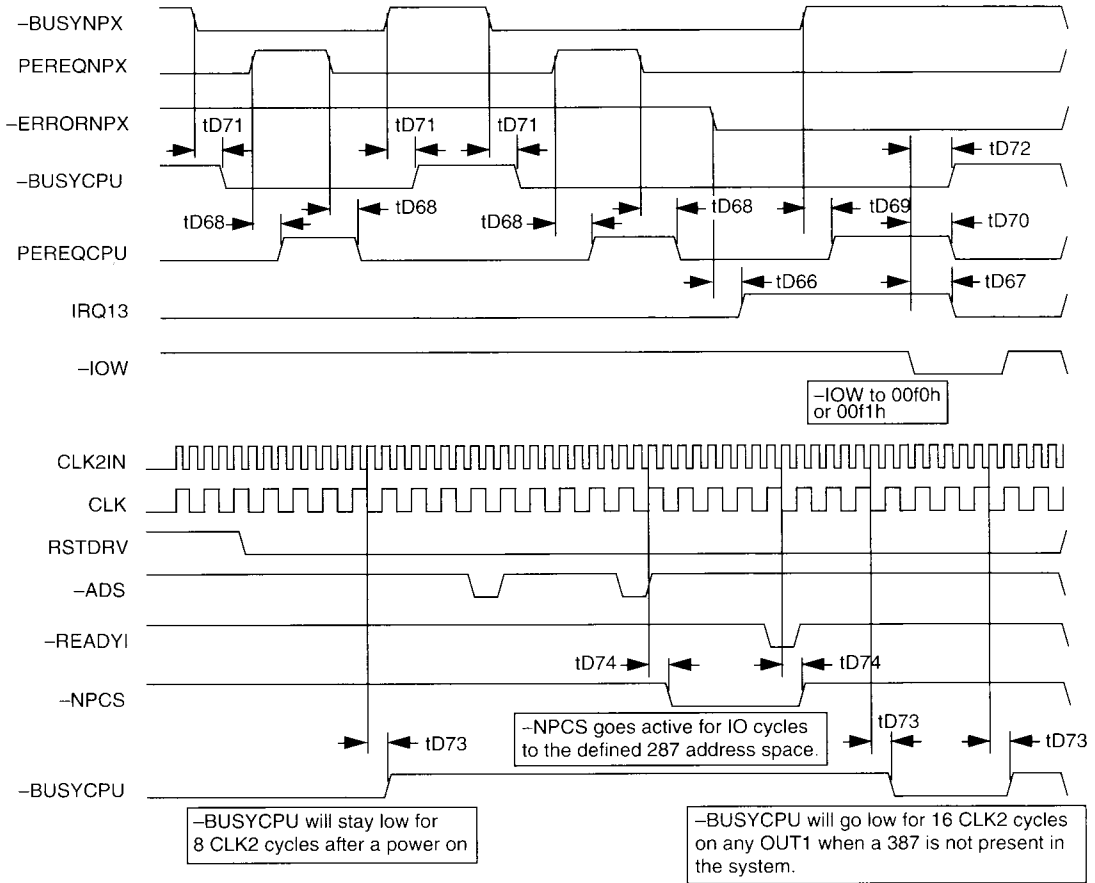 –BUSYNPX
PEREQNPX
–ERRORNPX
tD71 tD71 tD71 tD72
–BUSYCPU
tD68 tD68 tD68 tD68 tD69 tD70
PEREQCPU
tD66 tD67
IRQ13
–IOW
–IOW to 00f0h
or 00f1h
CLK2IN
CLK
RSTDRV
–ADS
–READYI
tD74 tD74
–NPCS
–NPCS goes active for IO cycles
to the defined 287 address space.
tD73 tD73 tD73
–BUSYCPU
–BUSYCPU will stay low for
8 CLK2 cycles after a power on
–BUSYCPU will go low for 16 CLK2 cycles
on any OUT1 when a 387 is not present in
the system.